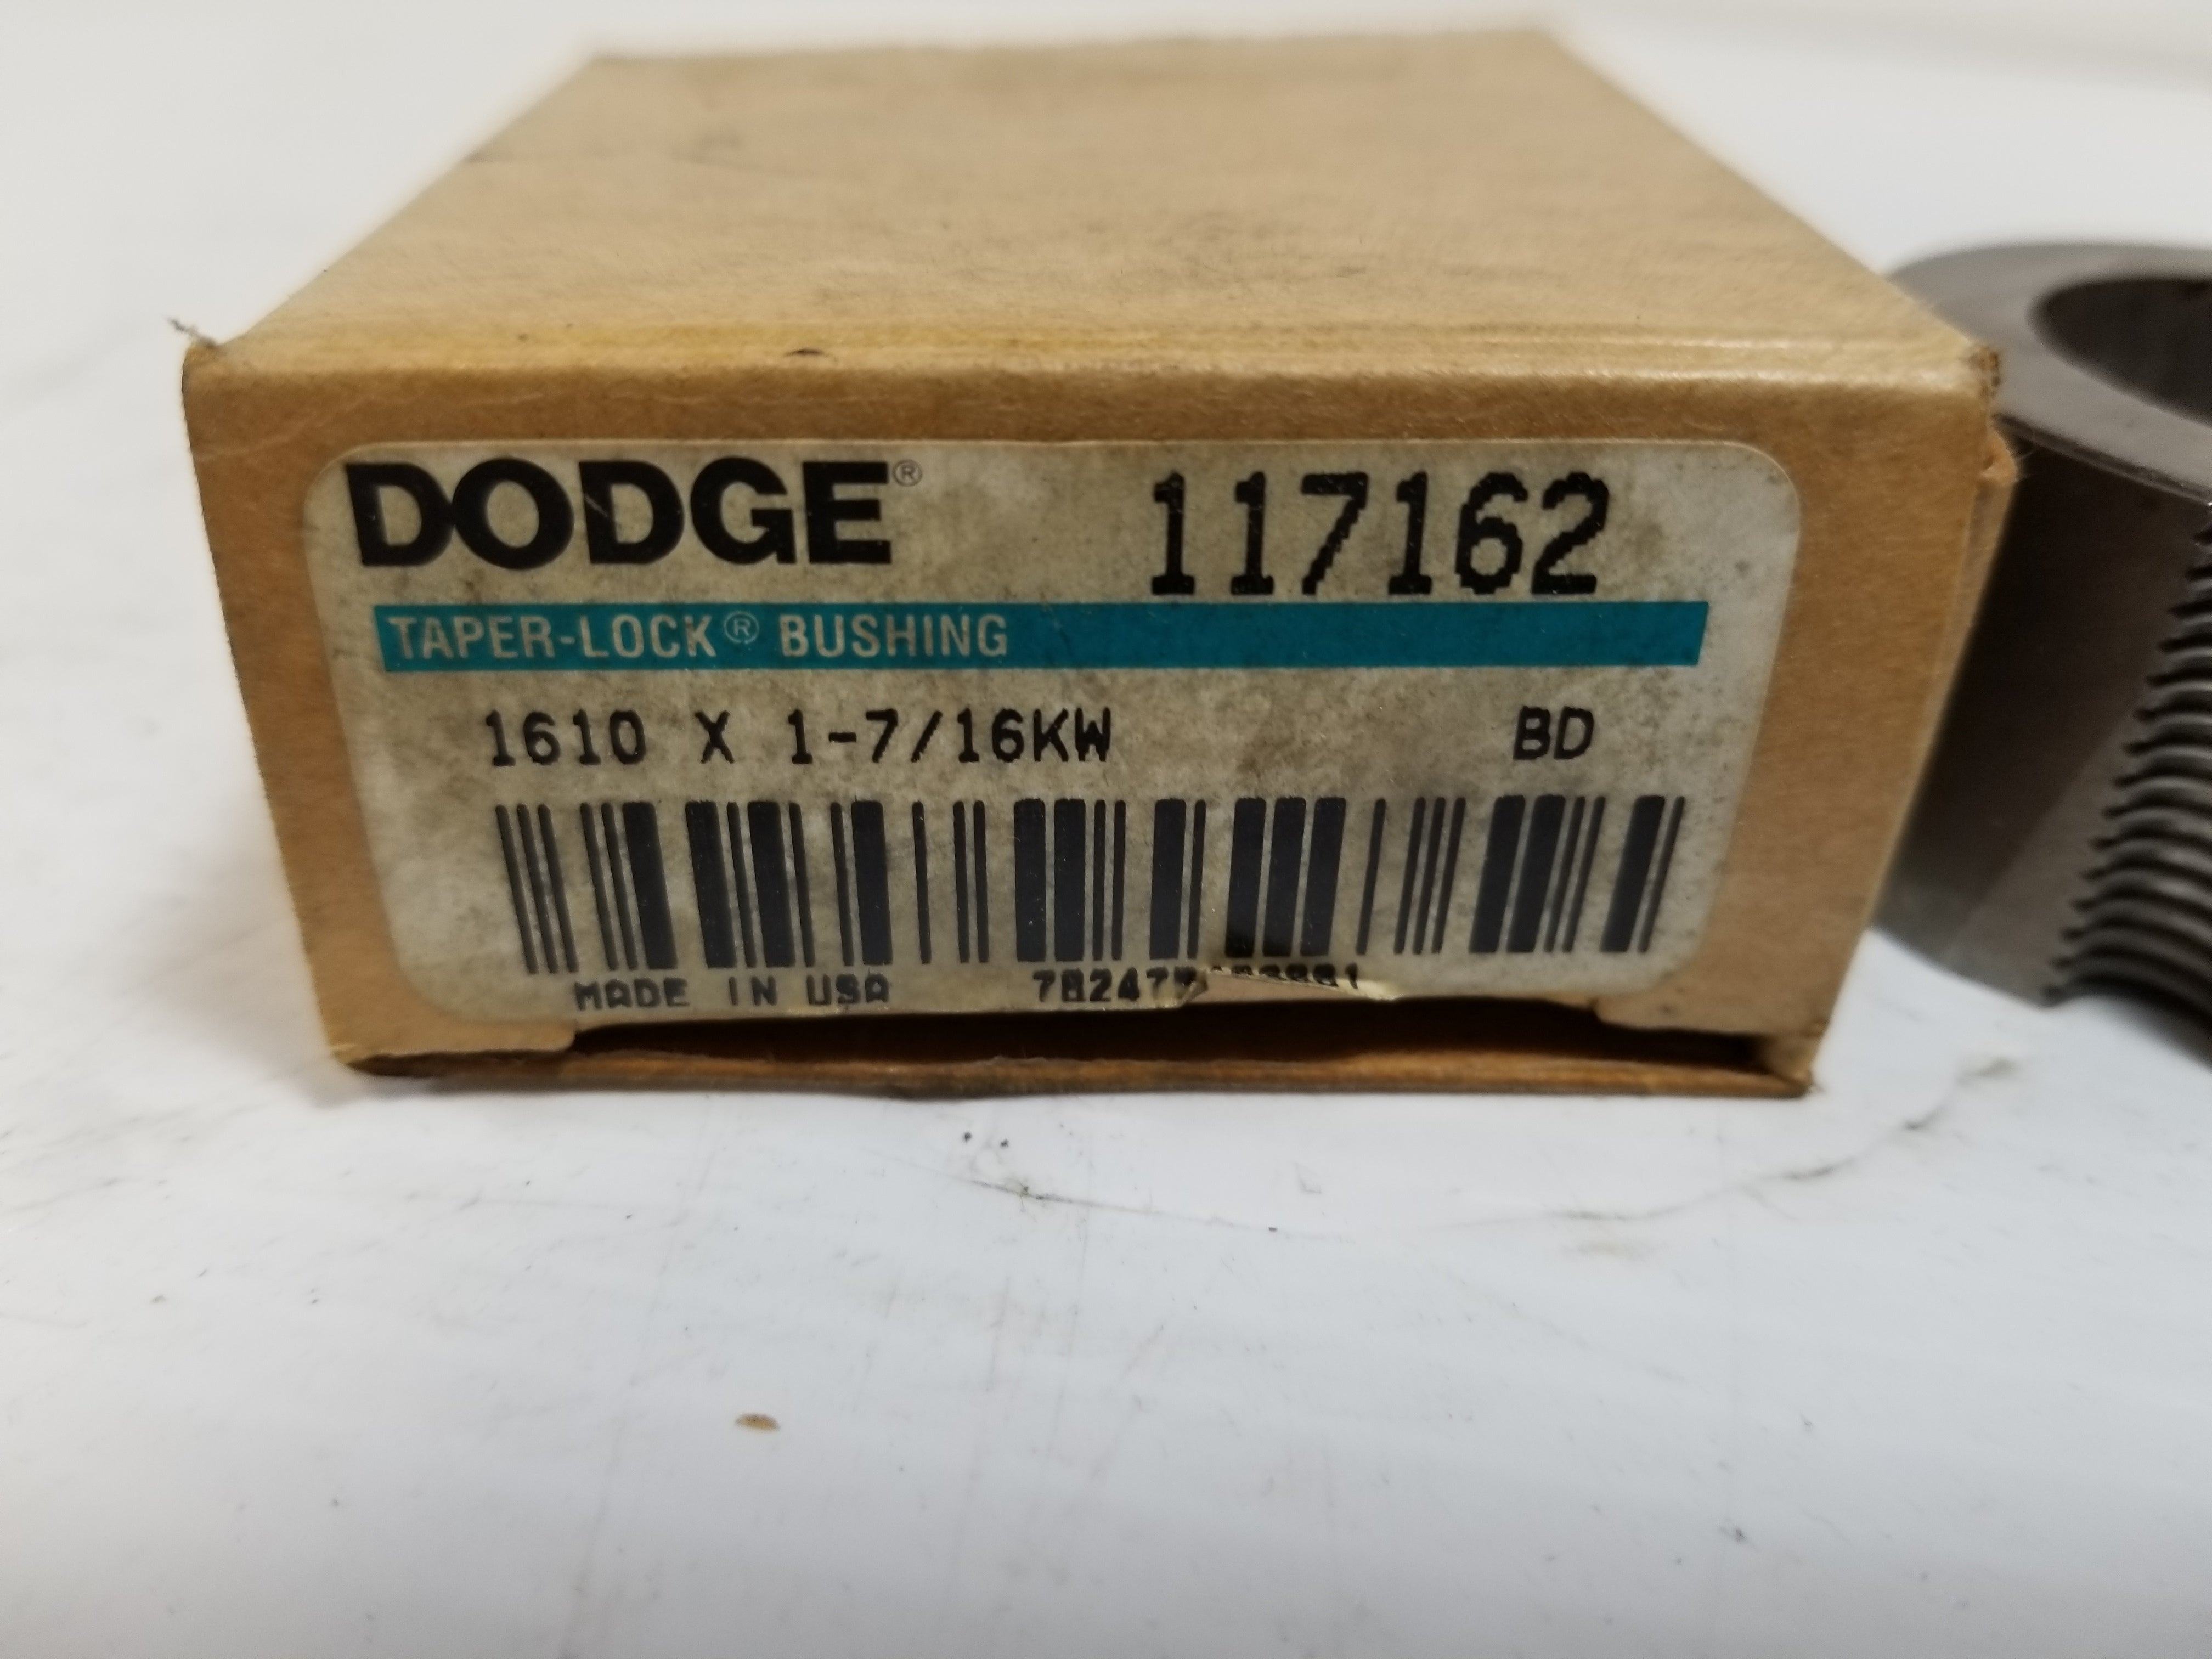 DODGE® 117162
TAPER-LOCK® BUSHING
1610 X 1-7/16KW BD
MADE IN USA